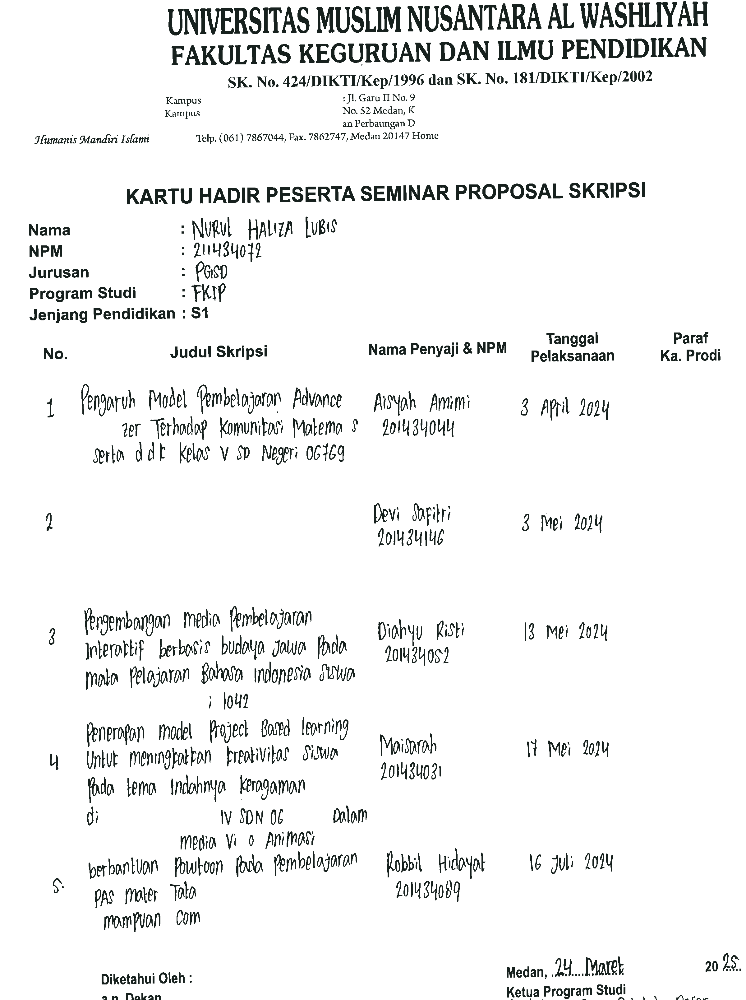 UNIVERSITAS MUSLIM NUSANTARA AL WASHLIYAH
FAKULTAS KEGURUAN DAN ILMU PENDIDIKAN
SK. No. 424/DIKTI/Kep/1996 dan SK. No. 181/DIKTI/Kep/2002
Kampus : Jl. Garu II No. 9
Kampus No. 52 Medan, K
an Perbaungan D
Humanis Mandiri Islami Telp. (061) 7867044, Fax. 7862747, Medan 20147 Home
KARTU HADIR PESERTA SEMINAR PROPOSAL SKRIPSI
Nama : NURUL HALIZA LUBIS
NPM : 211434072
Jurusan : PGSD
Program Studi : FKIP
Jenjang Pendidikan : S1
No. Judul Skripsi Nama Penyaji & NPM Tanggal Pelaksanaan Paraf Ka. Prodi
1 Pengaruh Model Pembelajaran Advance Aisyah Amimi 3 April 2024
zer Terhadap Komunikasi Matema s 201434044
serta d d k Kelas V SD Negeri 06769
2 Devi Safitri 3 Mei 2024
201434146
Pengembangan media Pembelajaran
3 Interaktif berbasis budaya Jawa Pada Diahyu Risti 13 Mei 2024
mata Pelajaran Bahasa indonesia siswa 201434052
i 1042
Penerapan model Project Based learning
4 Untuk meningkatkan kreativitas siswa Maisarah 17 Mei 2024
Pada tema Indahnya Keragaman 201434031
di IV SDN 06 Dalam
media Vi o Animasi
berbantuan Powtoon Pada Pembelajaran Robbil Hidayat 16 Juli 2024
5. PAS mater Tata 201434069
mampuan Com
Diketahui Oleh : Medan, 24 Maret 2025
a.n. Dekan Ketua Program Studi